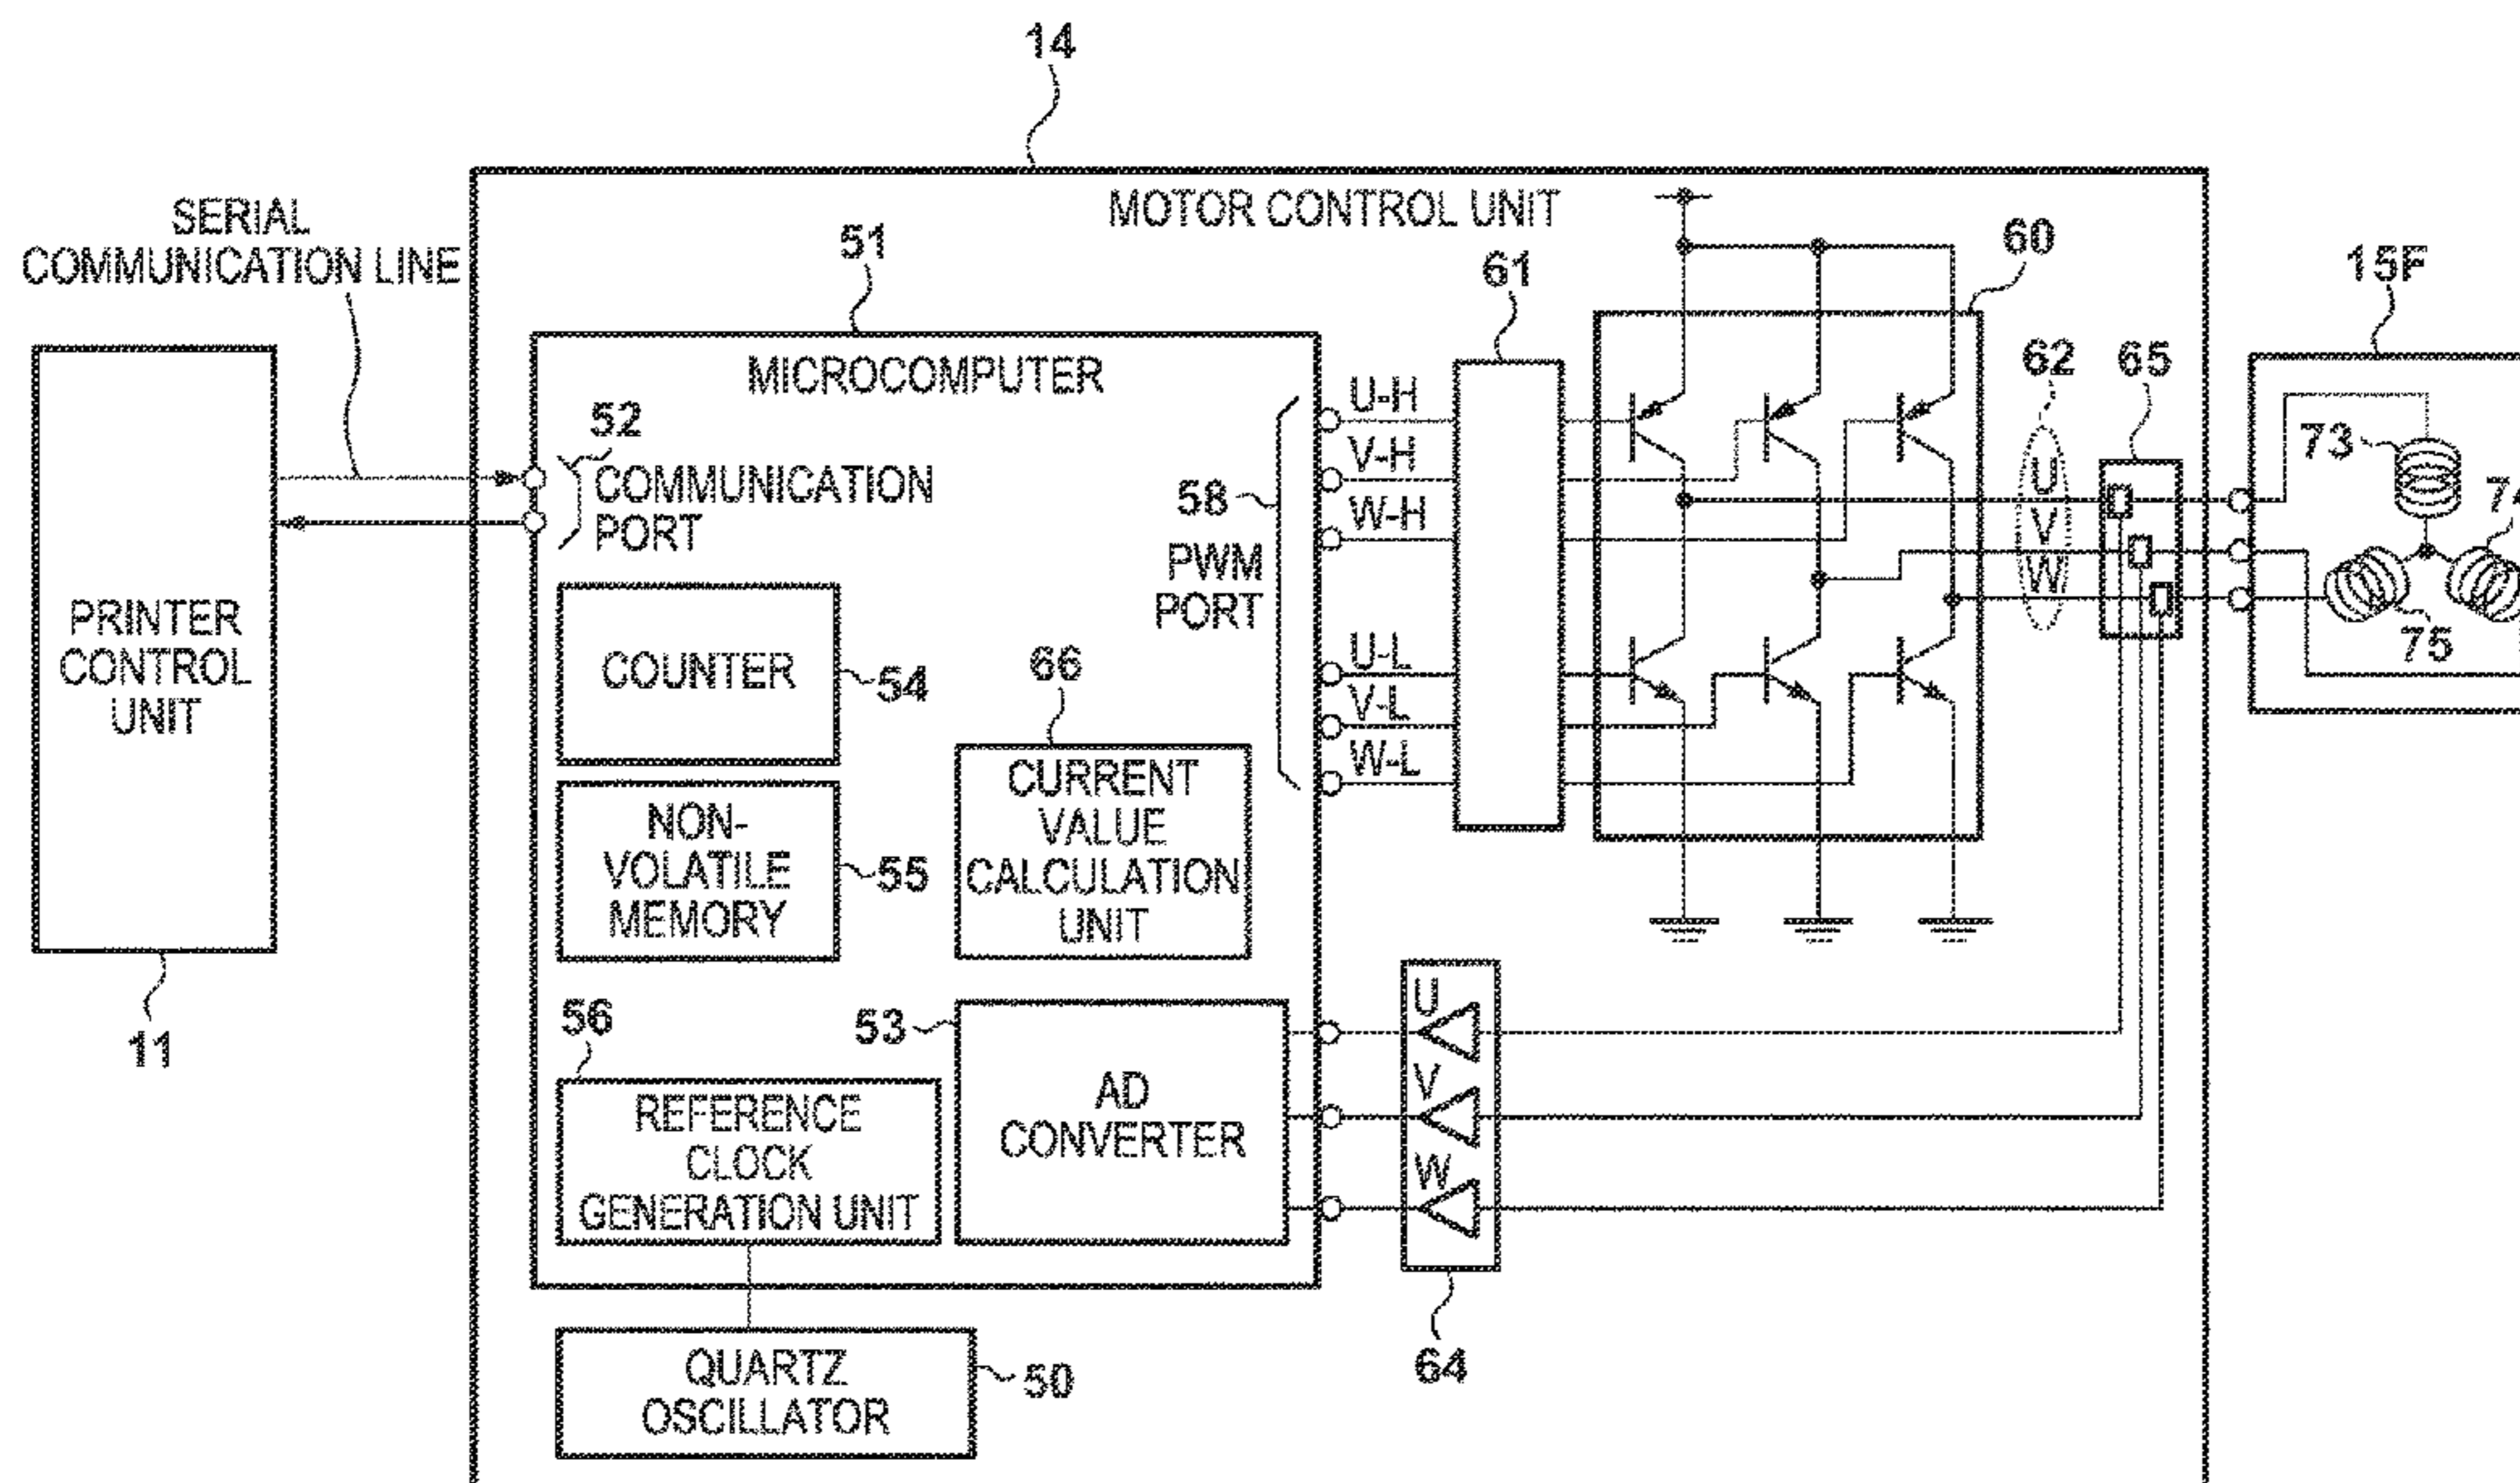 14
MOTOR CONTROL UNIT
SERIAL
COMMUNICATION LINE
51
61
60
15F
MICROCOMPUTER
62
65
52
COMMUNICATION
PORT
U-H
V-H
W-H
58
PWM
PORT
U
V
W
73
75
PRINTER
CONTROL
UNIT
11
COUNTER
54
66
U-L
V-L
W-L
NON-
VOLATILE
MEMORY
55
CURRENT
VALUE
CALCULATION
UNIT
56
REFERENCE
CLOCK
GENERATION UNIT
53
AD
CONVERTER
U
V
W
64
QUARTZ
OSCILLATOR
50